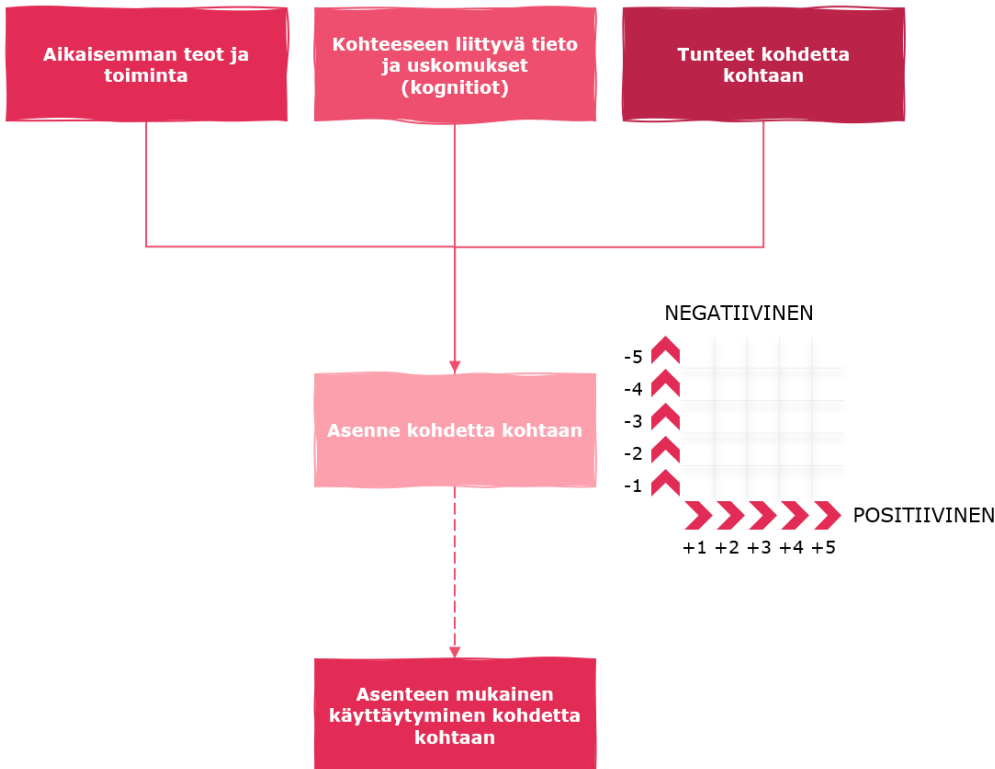 Aikaisemman teot ja
toiminta
Kohteeseen liittyvä tieto
ja uskomukset
(kognitiot)
Tunteet kohdetta
kohtaan
NEGATIIVINEN
-5
-4
-3
-2
-1
POSITIIVINEN
+1 +2 +3 +4 +5
Asenne kohdetta kohtaan
Asenteen mukainen
käyttäytyminen kohdetta
kohtaan